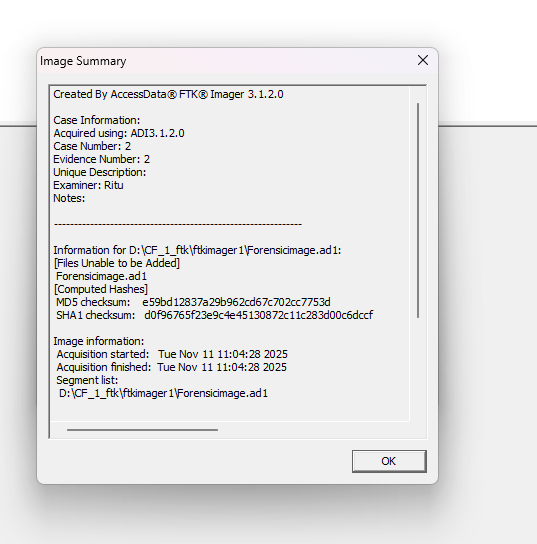 Image Summary
Created By AccessData® FTK® Imager 3.1.2.0
Case Information:
Acquired using: ADI3.1.2.0
Case Number: 2
Evidence Number: 2
Unique Description:
Examiner: Ritu
Notes:
--------------------------------------------------------------
Information for D:\CF_1_ftk\ftkimager1\Forensicimage.ad1:
[Files Unable to be Added]
Forensicimage.ad1
[Computed Hashes]
MD5 checksum: e59bd12837a29b962cd67c702cc7753d
SHA1 checksum: d0f96765f23e9c4e45130872c11c283d00c6dccf
Image information:
Acquisition started: Tue Nov 11 11:04:28 2025
Acquisition finished: Tue Nov 11 11:04:28 2025
Segment list:
D:\CF_1_ftk\ftkimager1\Forensicimage.ad1
OK